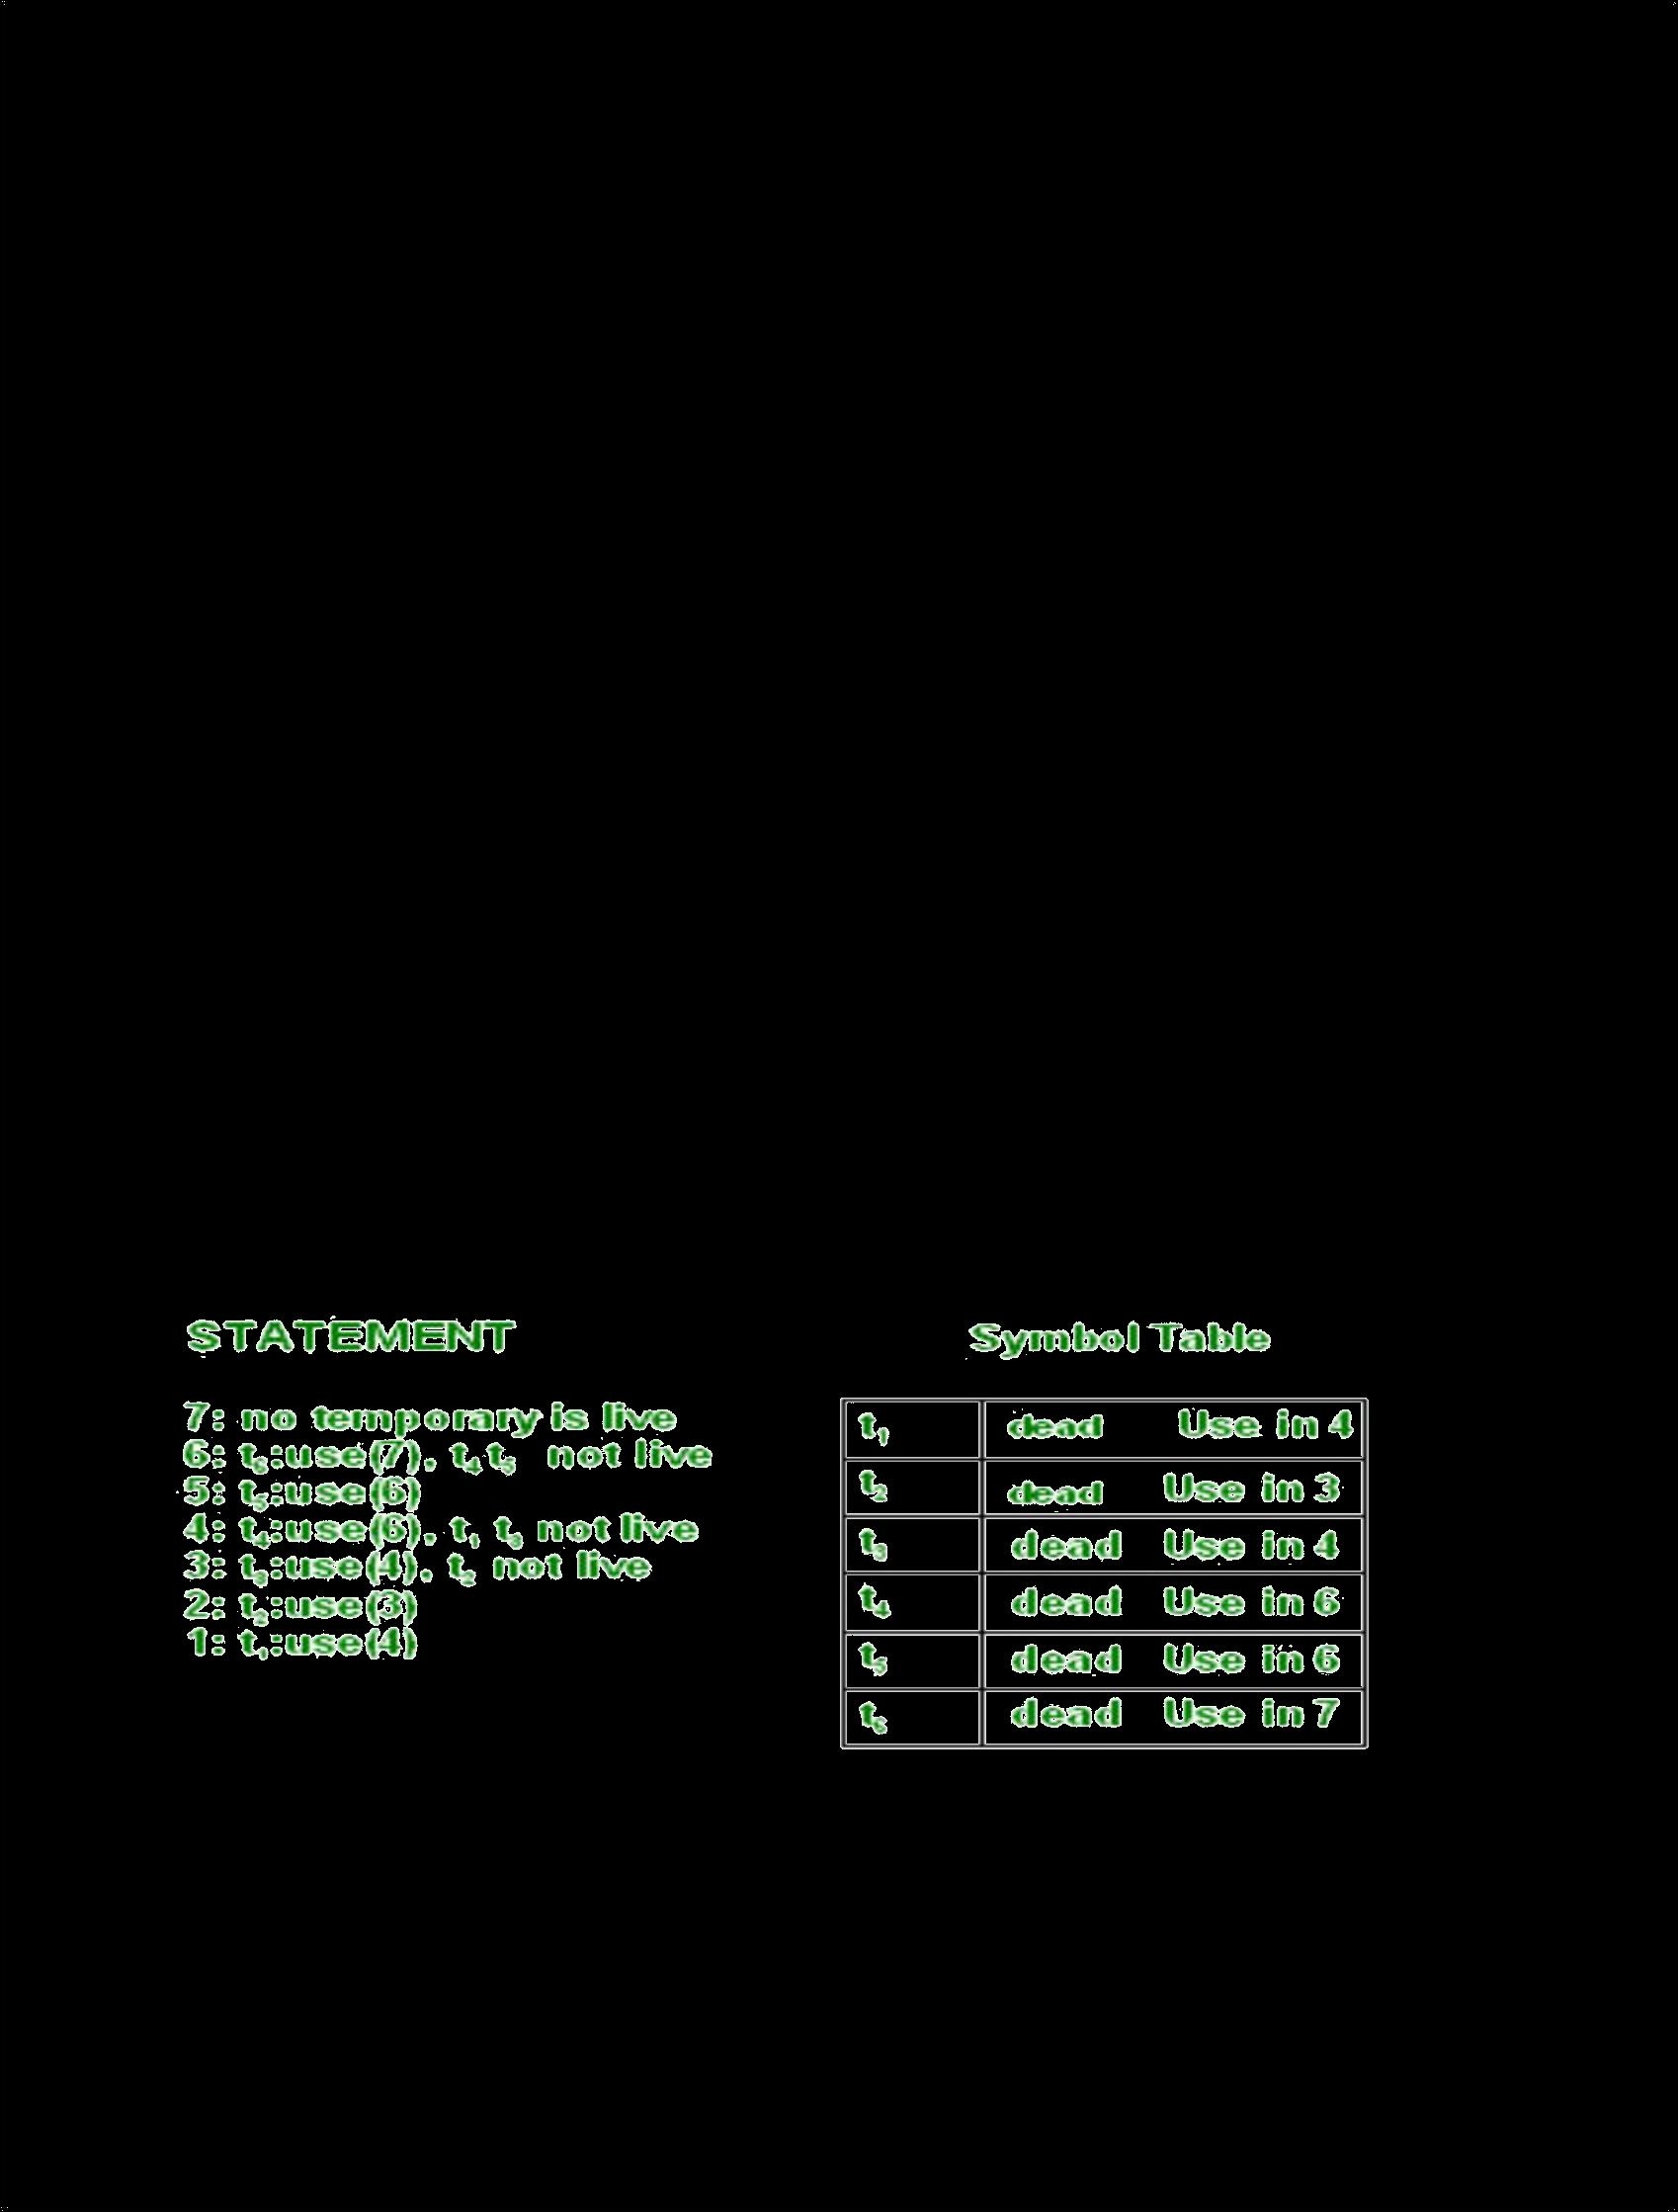 STATEMENT
7: no temporary is live
6: t₆:use(7), t₄ t₅ not live
5: t₅:use(6)
4: t₄:use(6), t₁ t₃ not live
3: t₃:use(4), t₂ not live
2: t₂:use(3)
1: t₁:use(4)
Symbol Table
t₁ dead Use in 4
t₂ dead Use in 3
t₃ dead Use in 4
t₄ dead Use in 6
t₅ dead Use in 6
t₆ dead Use in 7